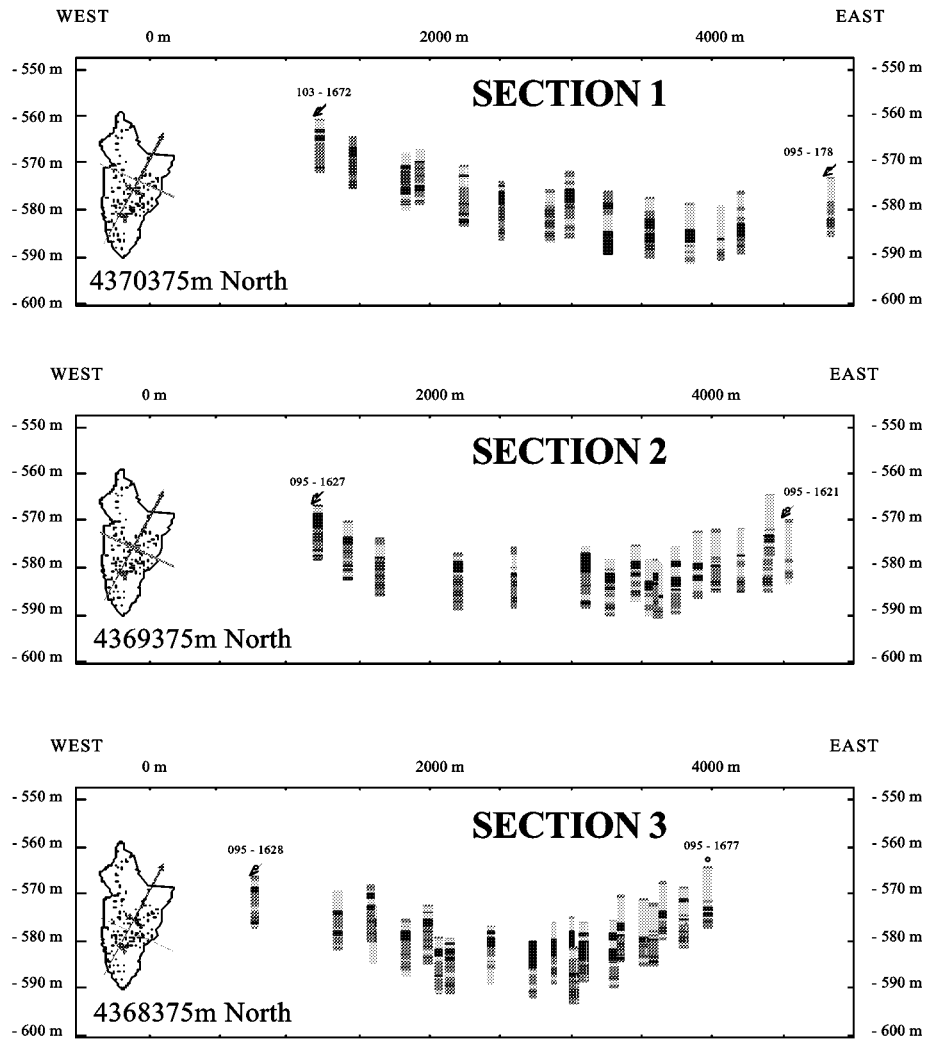 WEST EAST
0 m 2000 m 4000 m
- 550 m - 550 m
SECTION 1
103 - 1672
- 560 m - 560 m
095 - 178
- 570 m - 570 m
- 580 m - 580 m
- 590 m - 590 m
4370375m North
- 600 m - 600 m
WEST EAST
0 m 2000 m 4000 m
- 550 m - 550 m
SECTION 2
- 560 m - 560 m
095 - 1627 095 - 1621
- 570 m - 570 m
- 580 m - 580 m
- 590 m - 590 m
4369375m North
- 600 m - 600 m
WEST EAST
0 m 2000 m 4000 m
- 550 m - 550 m
SECTION 3
- 560 m - 560 m
095 - 1628 095 - 1677
- 570 m - 570 m
- 580 m - 580 m
- 590 m - 590 m
4368375m North
- 600 m - 600 m